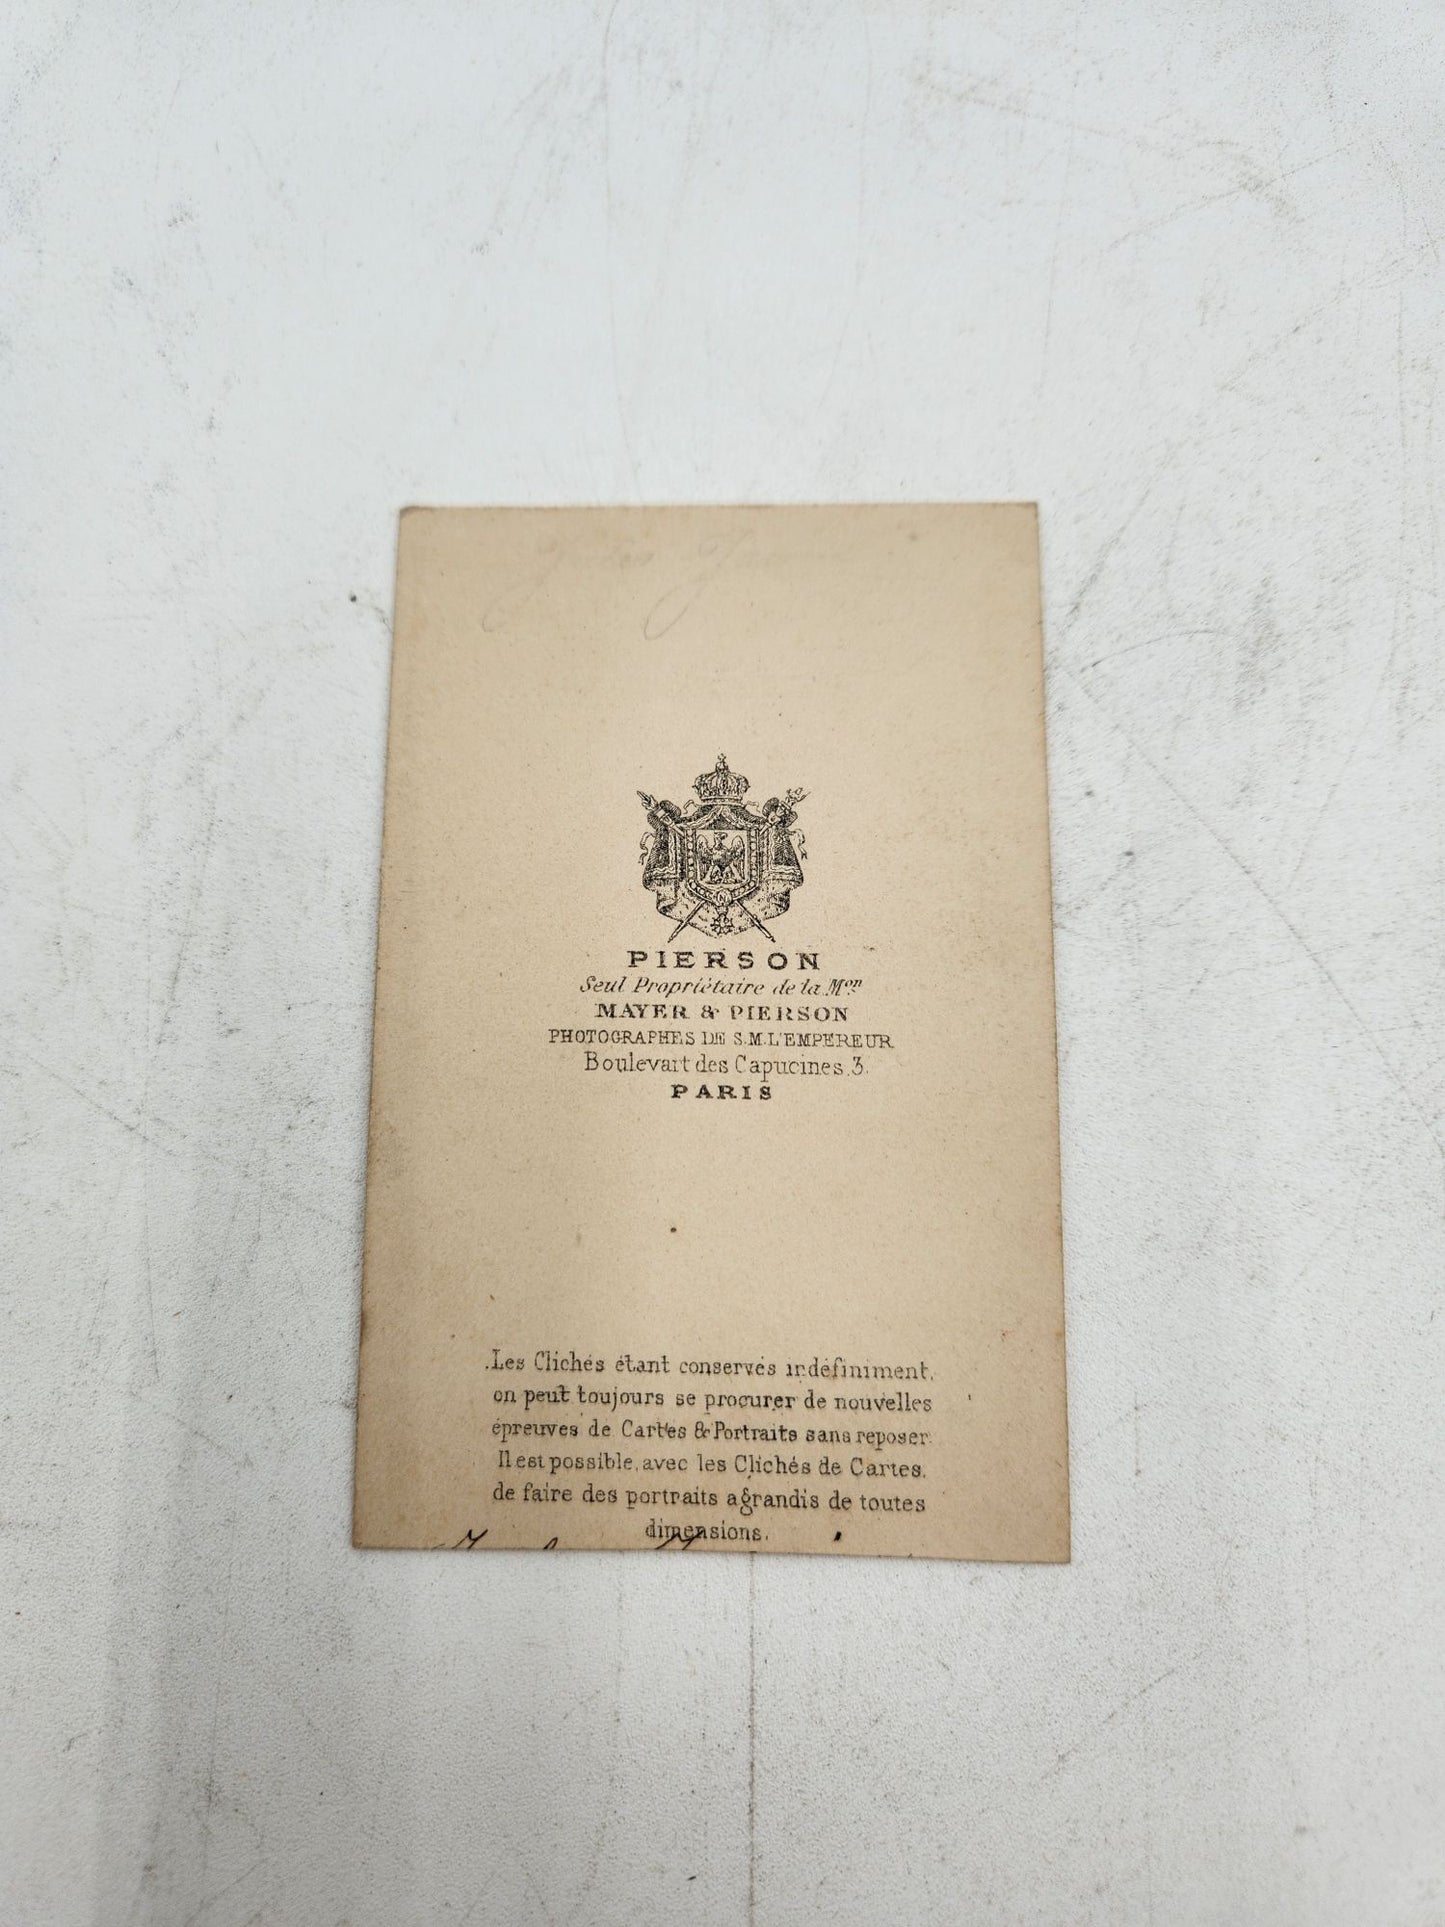 PIERSON
Seul Propriétaire de la Mon
MAYER & PIERSON
PHOTOGRAPHES DE S.M.L'EMPEREUR
Boulevart des Capucines, 3.
PARIS
Les Clichés étant conservés indéfiniment,
on peut toujours se procurer de nouvelles
épreuves de Cartes & Portraits sans reposer.
Il est possible, avec les Clichés de Cartes,
de faire des portraits agrandis de toutes
dimensions.